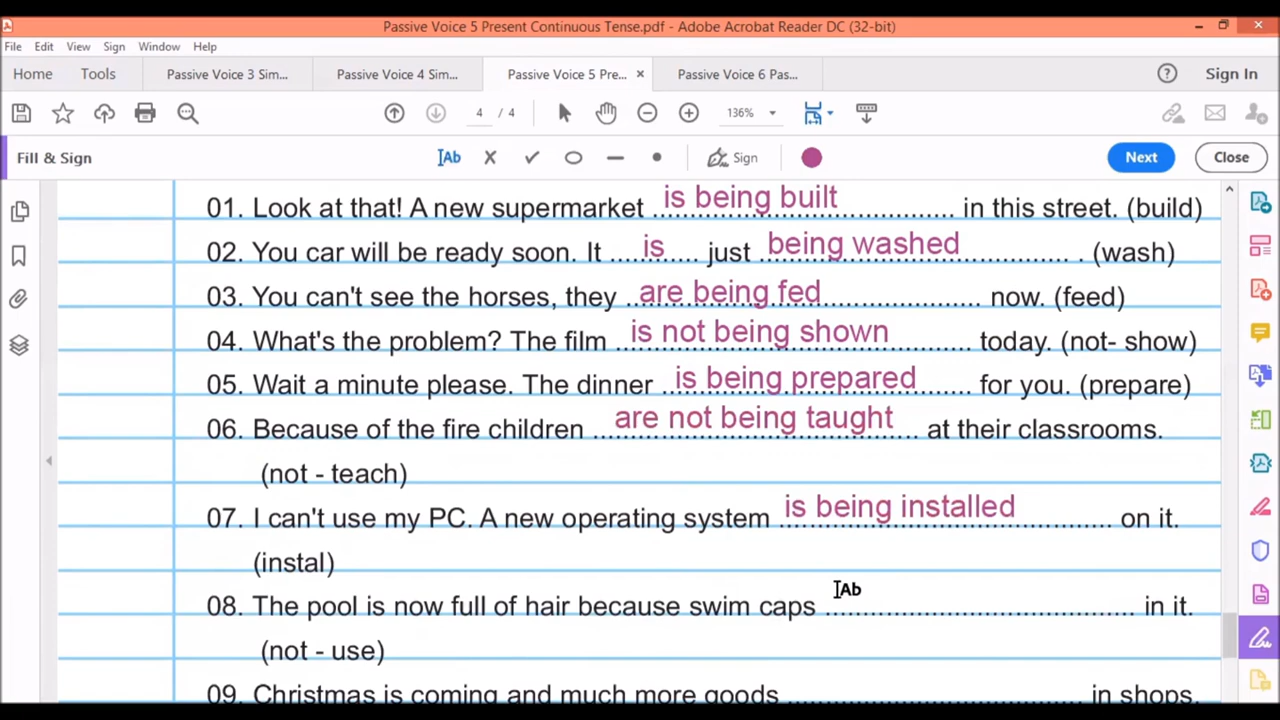 Passive Voice 5 Present Continuous Tense.pdf - Adobe Acrobat Reader DC (32-bit)
File Edit View Sign Window Help
Home Tools Passive Voice 3 Sim... Passive Voice 4 Sim... Passive Voice 5 Pre... × Passive Voice 6 Pas... ? Sign In
4 / 4 136%
Fill & Sign Ab Sign Next Close
01. Look at that! A new supermarket is being built in this street. (build)
02. You car will be ready soon. It is just being washed . (wash)
03. You can't see the horses, they are being fed now. (feed)
04. What's the problem? The film is not being shown today. (not- show)
05. Wait a minute please. The dinner is being prepared for you. (prepare)
06. Because of the fire children are not being taught at their classrooms.
(not - teach)
07. I can't use my PC. A new operating system is being installed on it.
(instal)
Ab
08. The pool is now full of hair because swim caps ........................................ in it.
(not - use)
09. Christmas is coming and much more goods ........................................ in shops.